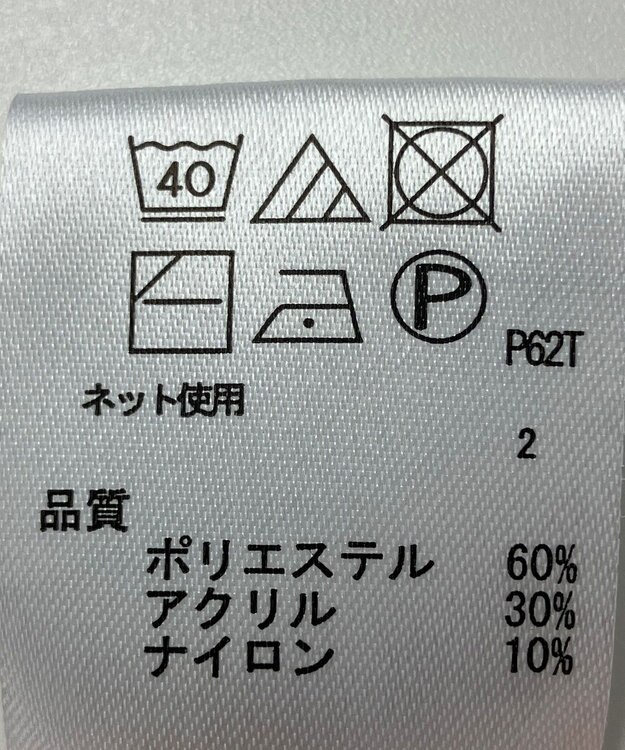 40
P
P62T
ネット使用
2
品質
ポリエステル 60%
アクリル 30%
ナイロン 10%